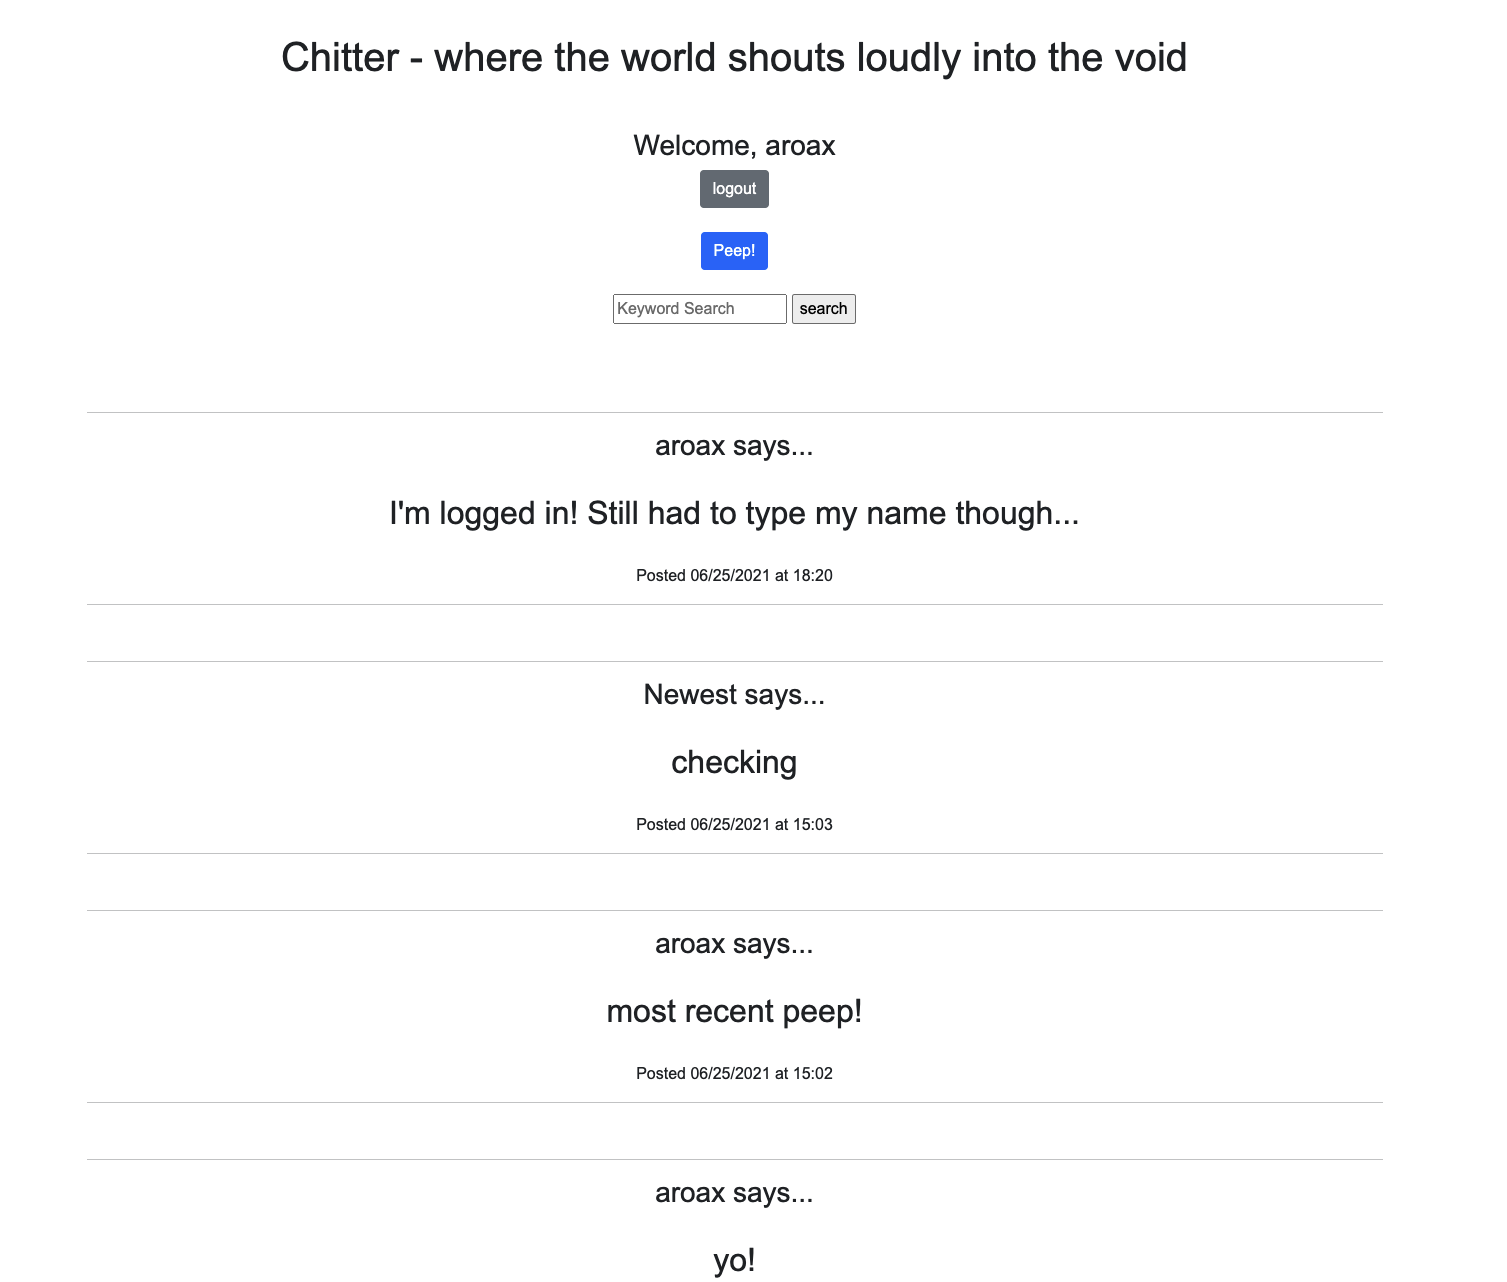 Chitter - where the world shouts loudly into the void
Welcome, aroax
logout
Peep!
Keyword Search search
aroax says...
I'm logged in! Still had to type my name though...
Posted 06/25/2021 at 18:20
Newest says...
checking
Posted 06/25/2021 at 15:03
aroax says...
most recent peep!
Posted 06/25/2021 at 15:02
aroax says...
yo!